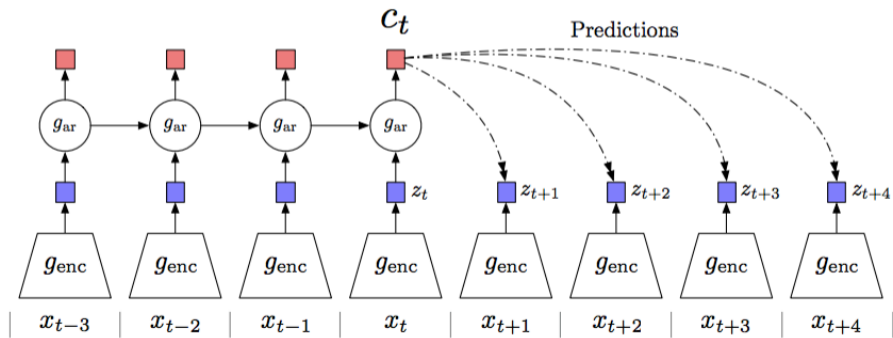 c_t
Predictions
g_ar g_ar g_ar g_ar
z_t z_{t+1} z_{t+2} z_{t+3} z_{t+4}
g_enc g_enc g_enc g_enc g_enc g_enc g_enc g_enc
| x_{t-3} | x_{t-2} | x_{t-1} | x_t | x_{t+1} | x_{t+2} | x_{t+3} | x_{t+4} |